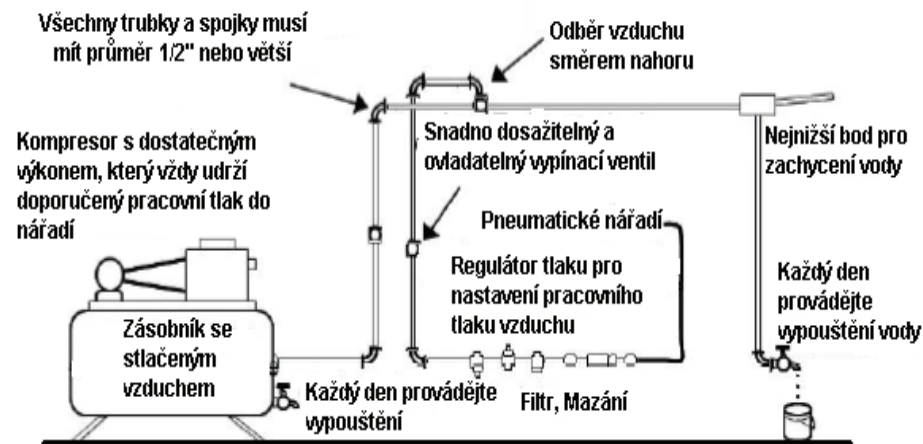 Všechny trubky a spojky musí
mít průměr 1/2" nebo větší
Odběr vzduchu
směrem nahoru
Kompresor s dostatečným
výkonem, který vždy udrží
doporučený pracovní tlak do
nářadí
Snadno dosažitelný a
ovladatelný vypínací ventil
Nejnižší bod pro
zachycení vody
Pneumatické nářadí
Regulátor tlaku pro
nastavení pracovního
tlaku vzduchu
Každý den
provádějte
vypouštění vody
Zásobník se
stlačeným
vzduchem
Každý den provádějte
vypouštění
Filtr, Mazání